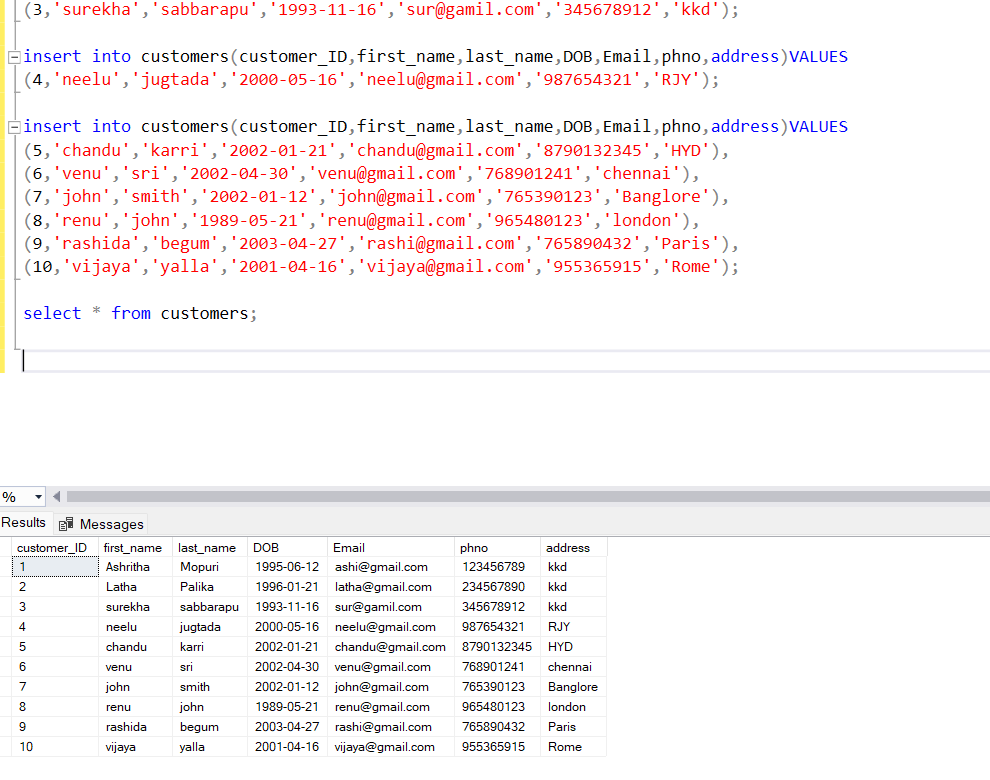 (3,'surekha','sabbarapu','1993-11-16','sur@gamil.com','345678912','kkd');
insert into customers(customer_ID,first_name,last_name,DOB,Email,phno,address)VALUES
(4,'neelu','jugtada','2000-05-16','neelu@gmail.com','987654321','RJY');
insert into customers(customer_ID,first_name,last_name,DOB,Email,phno,address)VALUES
(5,'chandu','karri','2002-01-21','chandu@gmail.com','8790132345','HYD'),
(6,'venu','sri','2002-04-30','venu@gmail.com','768901241','chennai'),
(7,'john','smith','2002-01-12','john@gmail.com','765390123','Banglore'),
(8,'renu','john','1989-05-21','renu@gmail.com','965480123','london'),
(9,'rashida','begum','2003-04-27','rashi@gmail.com','765890432','Paris'),
(10,'vijaya','yalla','2001-04-16','vijaya@gmail.com','955365915','Rome');
select * from customers;
%
Results Messages
customer_ID first_name last_name DOB Email phno address
1 Ashritha Mopuri 1995-06-12 ashi@gmail.com 123456789 kkd
2 Latha Palika 1996-01-21 latha@gmail.com 234567890 kkd
3 surekha sabbarapu 1993-11-16 sur@gamil.com 345678912 kkd
4 neelu jugtada 2000-05-16 neelu@gmail.com 987654321 RJY
5 chandu karri 2002-01-21 chandu@gmail.com 8790132345 HYD
6 venu sri 2002-04-30 venu@gmail.com 768901241 chennai
7 john smith 2002-01-12 john@gmail.com 765390123 Banglore
8 renu john 1989-05-21 renu@gmail.com 965480123 london
9 rashida begum 2003-04-27 rashi@gmail.com 765890432 Paris
10 vijaya yalla 2001-04-16 vijaya@gmail.com 955365915 Rome